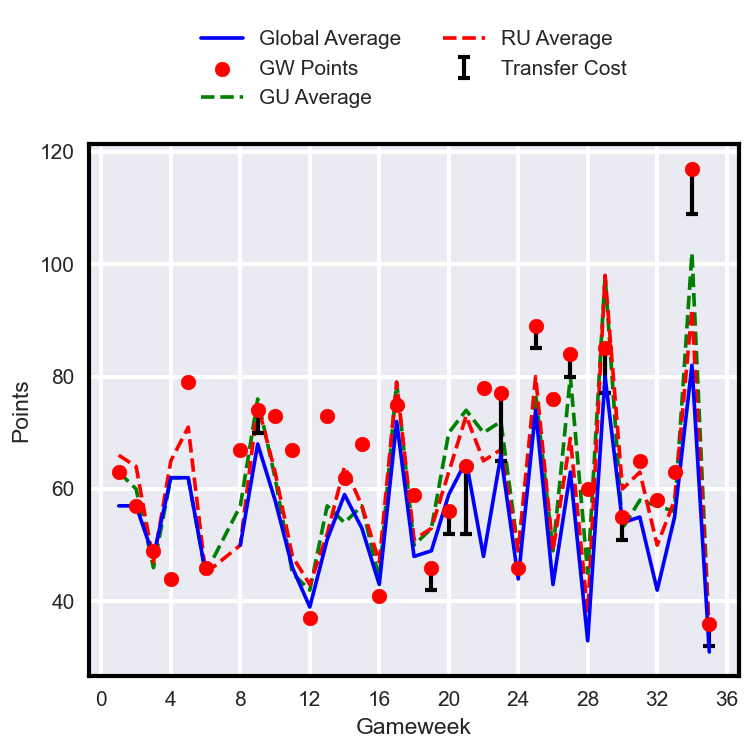 Global Average
GW Points
GU Average
RU Average
Transfer Cost
120
100
80
60
40
Points
0 4 8 12 16 20 24 28 32 36
Gameweek